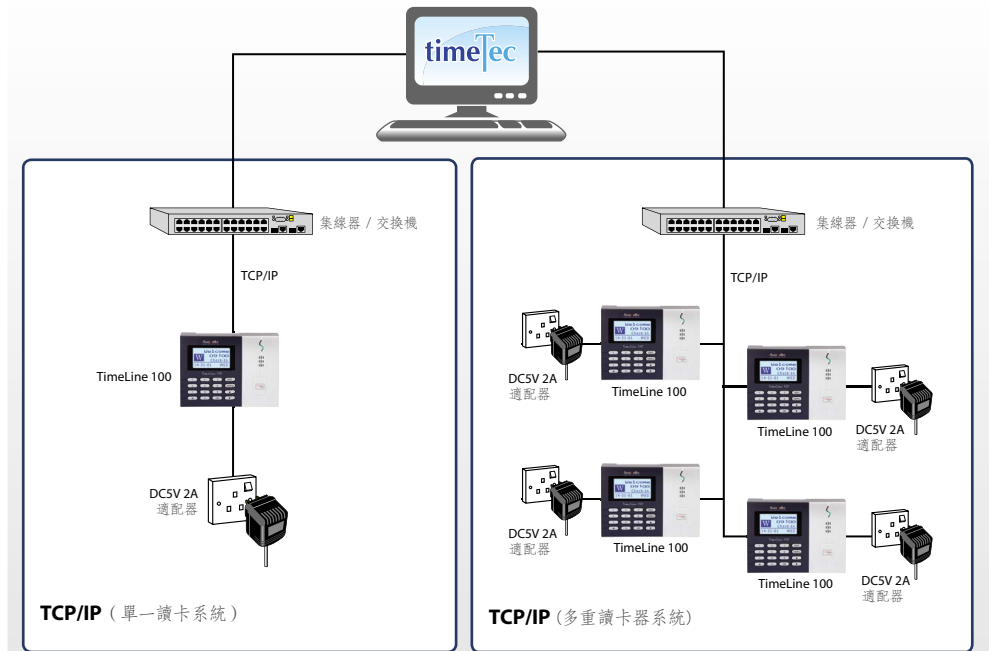 timeTec
集線器 / 交換機
TCP/IP
TimeLine 100
DC5V 2A
適配器
TCP/IP ( 單一讀卡系統 )
集線器 / 交換機
TCP/IP
DC5V 2A
適配器
TimeLine 100
TimeLine 100
DC5V 2A
適配器
DC5V 2A
適配器
TimeLine 100
TimeLine 100
DC5V 2A
適配器
TCP/IP (多重讀卡器系統)